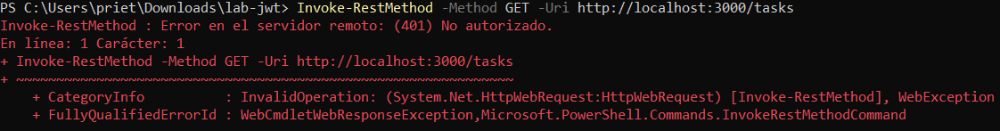 PS C:\Users\priet\Downloads\lab-jwt> Invoke-RestMethod -Method GET -Uri http://localhost:3000/tasks
Invoke-RestMethod : Error en el servidor remoto: (401) No autorizado.
En línea: 1 Carácter: 1
+ Invoke-RestMethod -Method GET -Uri http://localhost:3000/tasks
+ ~~~~~~~~~~~~~~~~~~~~~~~~~~~~~~~~~~~~~~~~~~~~~~~~~~~~~~~~~~~~~~
    + CategoryInfo          : InvalidOperation: (System.Net.HttpWebRequest:HttpWebRequest) [Invoke-RestMethod], WebException
    + FullyQualifiedErrorId : WebCmdletWebResponseException,Microsoft.PowerShell.Commands.InvokeRestMethodCommand